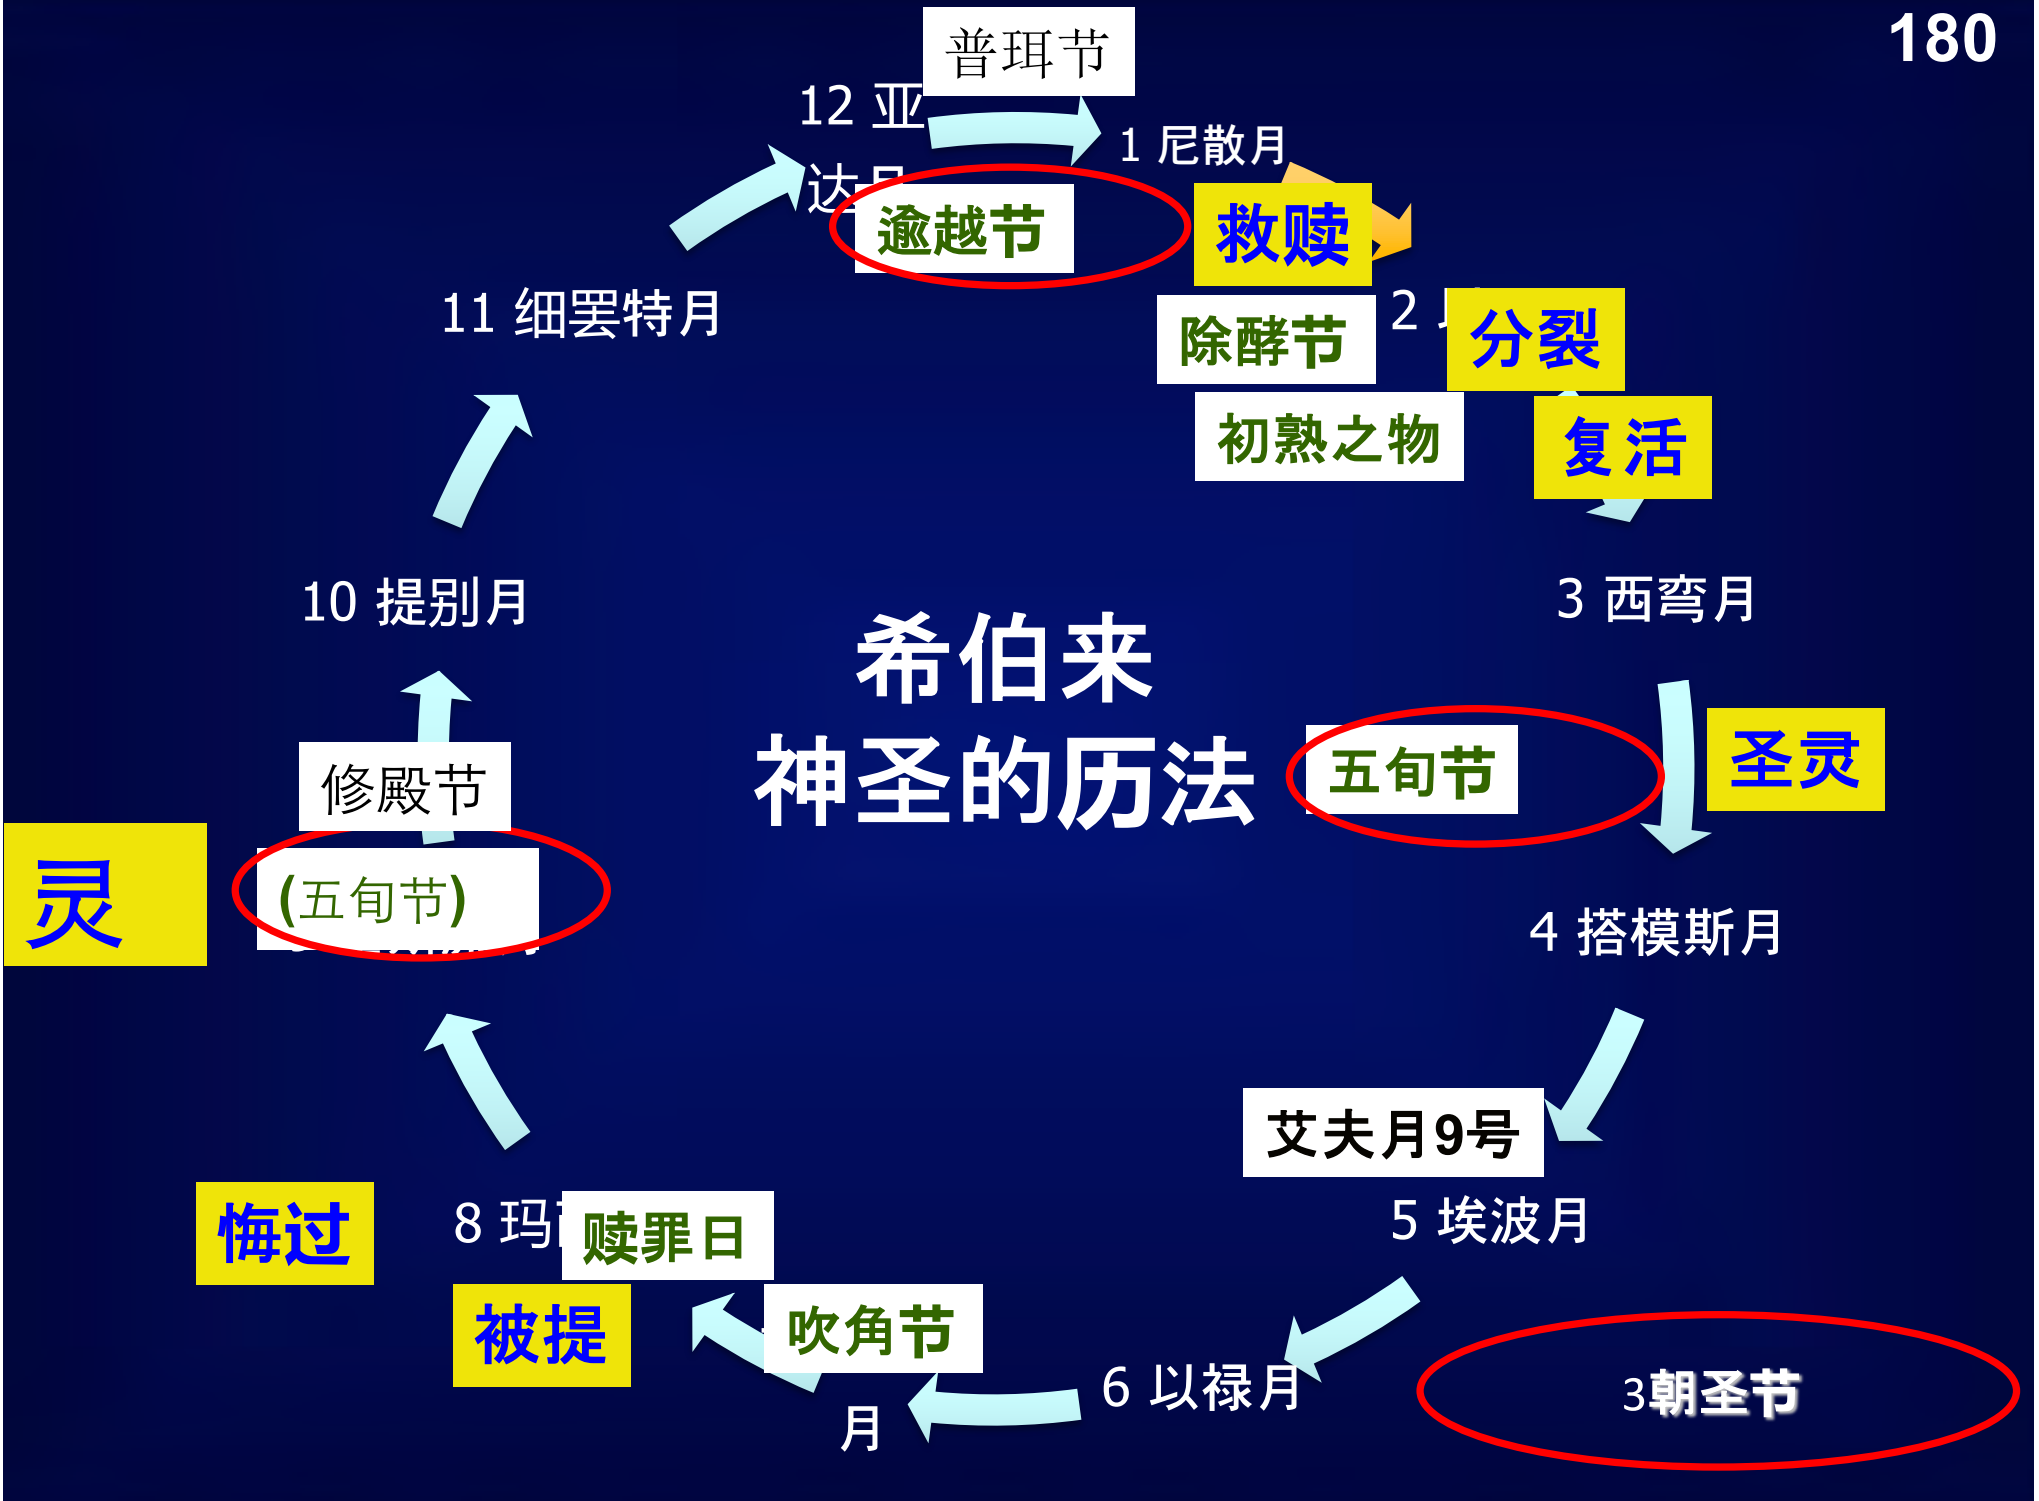 180
普珥节
12 亚
达月
1 尼散月
逾越节
救赎
11 细罢特月
2
分裂
除酵节
复活
初熟之物
10 提别月
3 西弯月
希伯来
神圣的历法
五旬节
圣灵
修殿节
灵
(五旬节)
4 搭模斯月
艾夫月9号
悔过
8 玛
赎罪日
5 埃波月
被提
吹角节
6 以禄月
月
3朝圣节